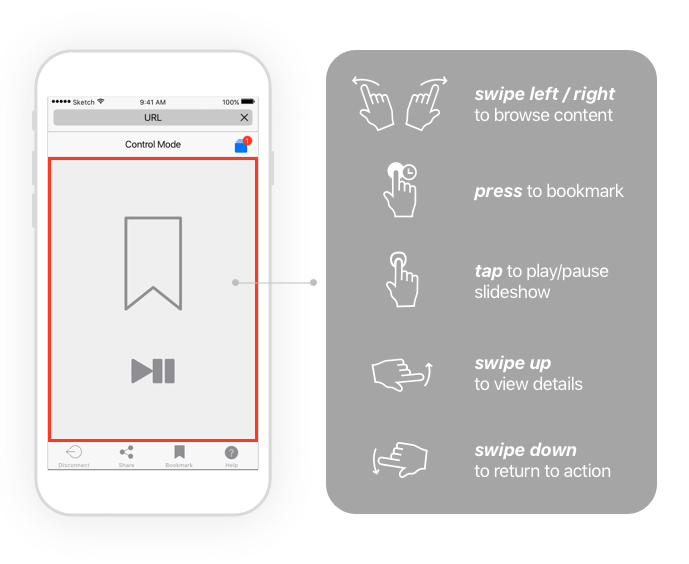 Sketch 9:41 AM 100%
URL
Control Mode 1
Disconnect Share Bookmark Help
swipe left / right
to browse content
press to bookmark
tap to play/pause
slideshow
swipe up
to view details
swipe down
to return to action